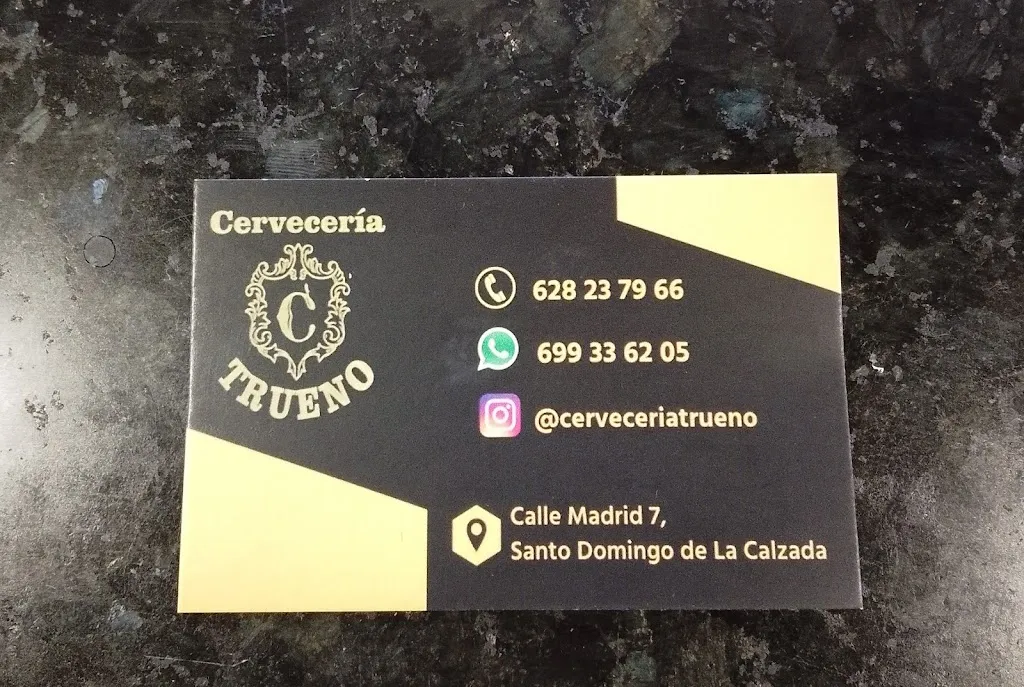 Cervecería
C
TRUENO
628 23 79 66
699 33 62 05
@cerveceriatrueno
Calle Madrid 7,
Santo Domingo de La Calzada